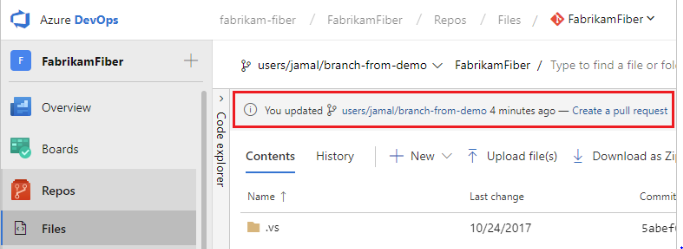 Azure DevOps
fabrikam-fiber / FabrikamFiber / Repos / Files / FabrikamFiber
F FabrikamFiber
users/jamal/branch-from-demo FabrikamFiber / Type to find a file or fol
Overview
You updated users/jamal/branch-from-demo 4 minutes ago — Create a pull request
Code explorer
Boards
Contents History New Upload file(s) Download as Zip
Repos
Name ↑ Last change Commit
Files
.vs 10/24/2017 5abef